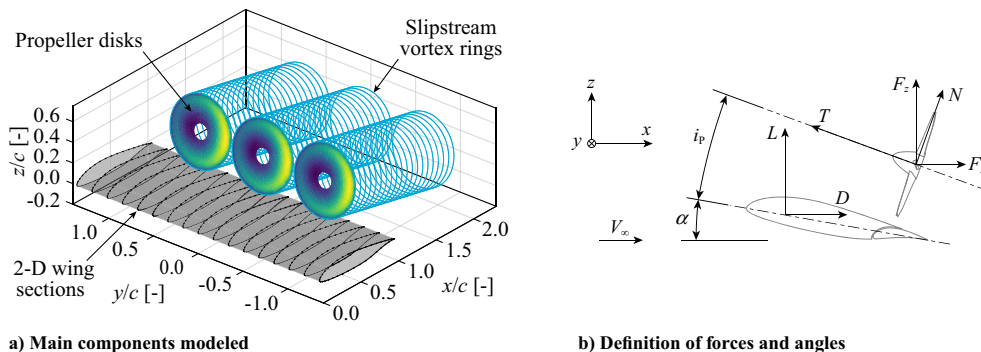 Propeller disks
Slipstream
vortex rings
z/c [-]
0.6
0.4
0.2
0.0
-0.2
1.0
0.5
0.0
-0.5
-1.0
y/c [-]
0.0
0.5
1.0
1.5
2.0
x/c [-]
2-D wing
sections
a) Main components modeled
z
y
x
V∞
α
i_P
L
D
T
F_z
N
F
b) Definition of forces and angles